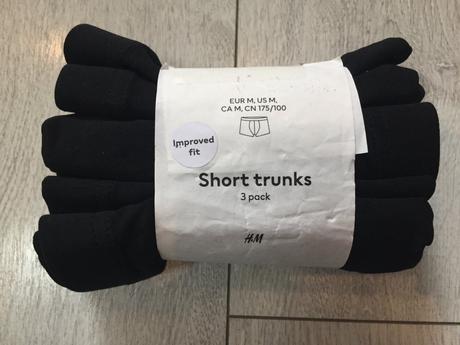 EUR M, US M,
CA M, CN 175/100
Improved
fit
Short trunks
3 pack
H&M